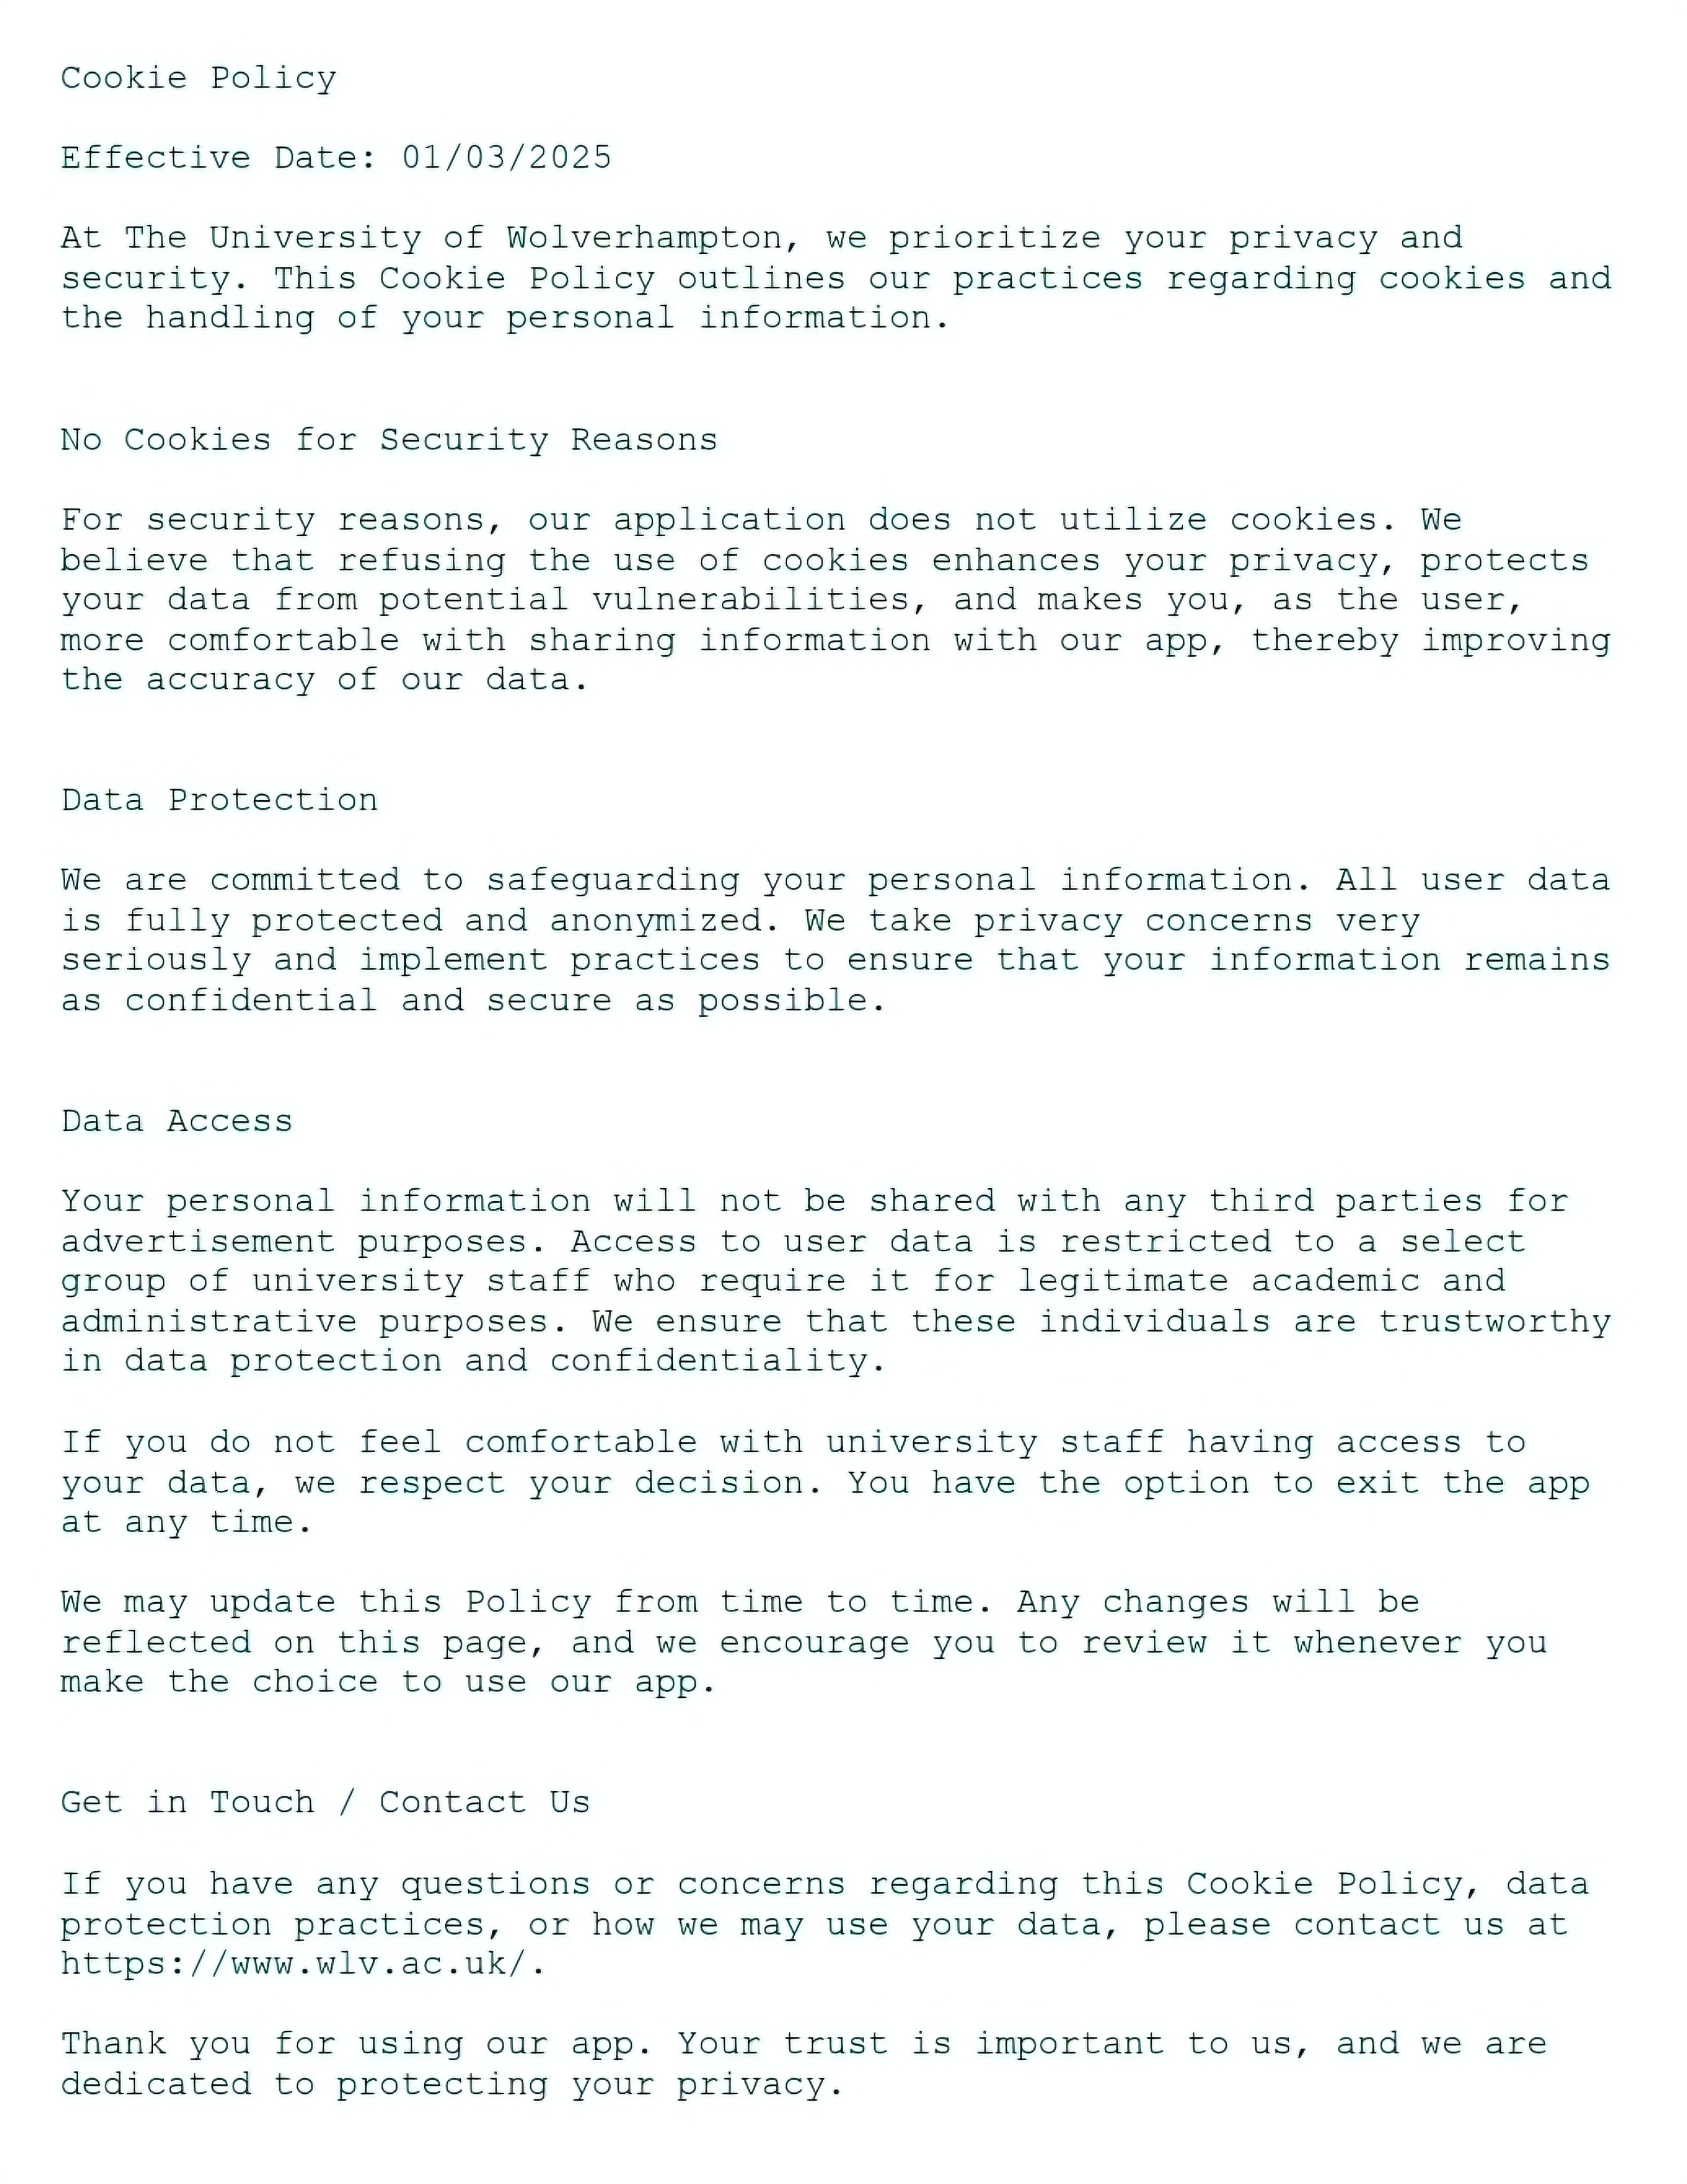 Cookie Policy
Effective Date: 01/03/2025
At The University of Wolverhampton, we prioritize your privacy and
security. This Cookie Policy outlines our practices regarding cookies and
the handling of your personal information.
No Cookies for Security Reasons
For security reasons, our application does not utilize cookies. We
believe that refusing the use of cookies enhances your privacy, protects
your data from potential vulnerabilities, and makes you, as the user,
more comfortable with sharing information with our app, thereby improving
the accuracy of our data.
Data Protection
We are committed to safeguarding your personal information. All user data
is fully protected and anonymized. We take privacy concerns very
seriously and implement practices to ensure that your information remains
as confidential and secure as possible.
Data Access
Your personal information will not be shared with any third parties for
advertisement purposes. Access to user data is restricted to a select
group of university staff who require it for legitimate academic and
administrative purposes. We ensure that these individuals are trustworthy
in data protection and confidentiality.
If you do not feel comfortable with university staff having access to
your data, we respect your decision. You have the option to exit the app
at any time.
We may update this Policy from time to time. Any changes will be
reflected on this page, and we encourage you to review it whenever you
make the choice to use our app.
Get in Touch / Contact Us
If you have any questions or concerns regarding this Cookie Policy, data
protection practices, or how we may use your data, please contact us at
https://www.wlv.ac.uk/.
Thank you for using our app. Your trust is important to us, and we are
dedicated to protecting your privacy.